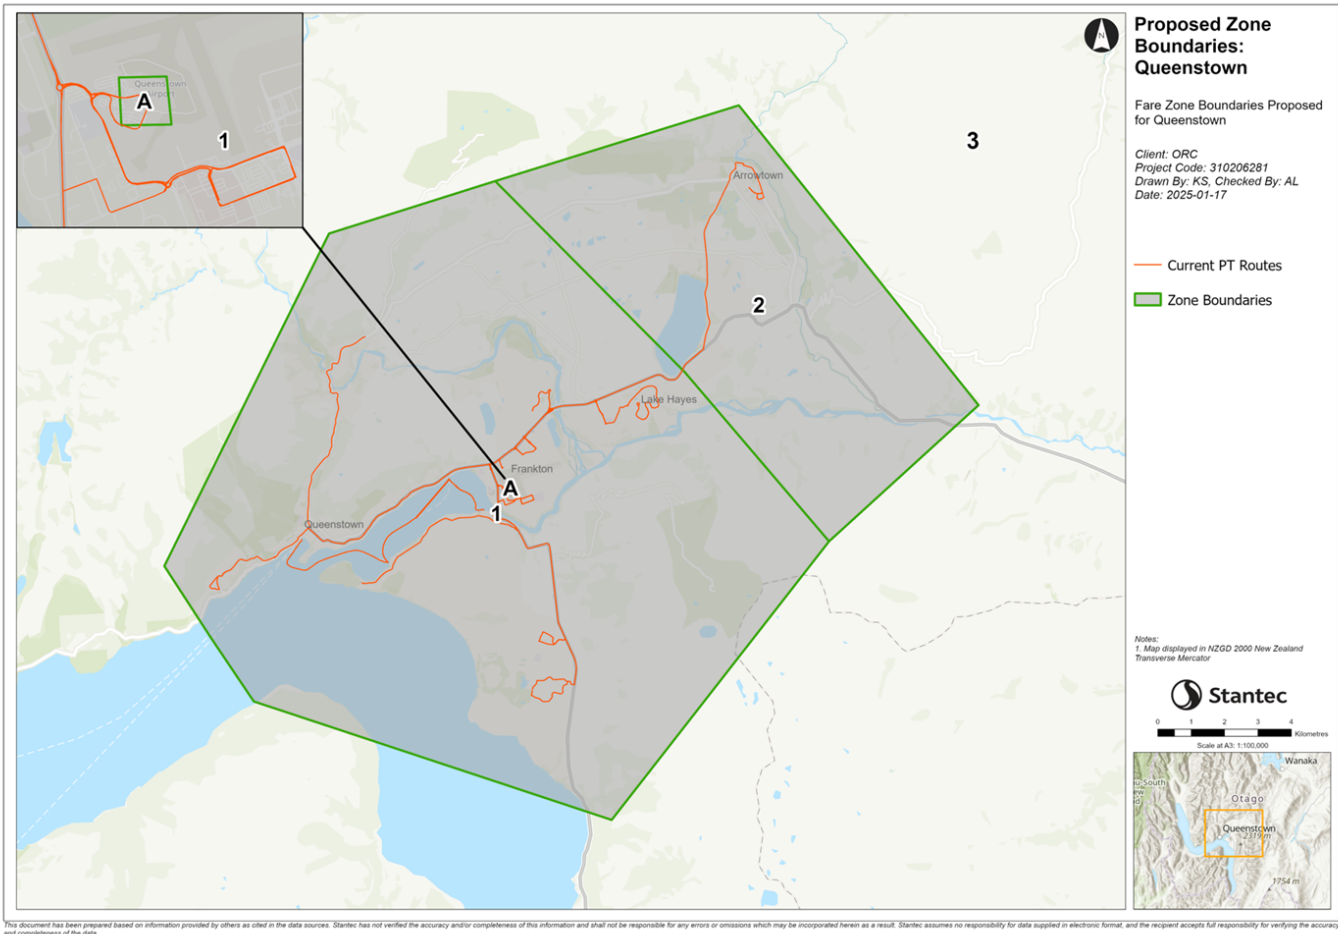 Queenstown
Airport
A
1
N
3
Arrowtown
2
Lake Hayes
Frankton
A
1
Queenstown
Proposed Zone
Boundaries:
Queenstown
Fare Zone Boundaries Proposed
for Queenstown
Client: ORC
Project Code: 310206281
Drawn By: KS, Checked By: AL
Date: 2025-01-17
Current PT Routes
Zone Boundaries
Notes:
1. Map displayed in NZGD 2000 New Zealand
Transverse Mercator
Stantec
0 1 2 3 4
Kilometres
Scale at A3: 1:100,000
Wanaka
South
Otago
Queenstown
1754 m
This document has been prepared based on information provided by others as cited in the data sources. Stantec has not verified the accuracy and/or completeness of this information and shall not be responsible for any errors or omissions which may be incorporated herein as a result. Stantec assumes no responsibility for data supplied in electronic format, and the recipient accepts full responsibility for verifying the accuracy
and completeness of the data.